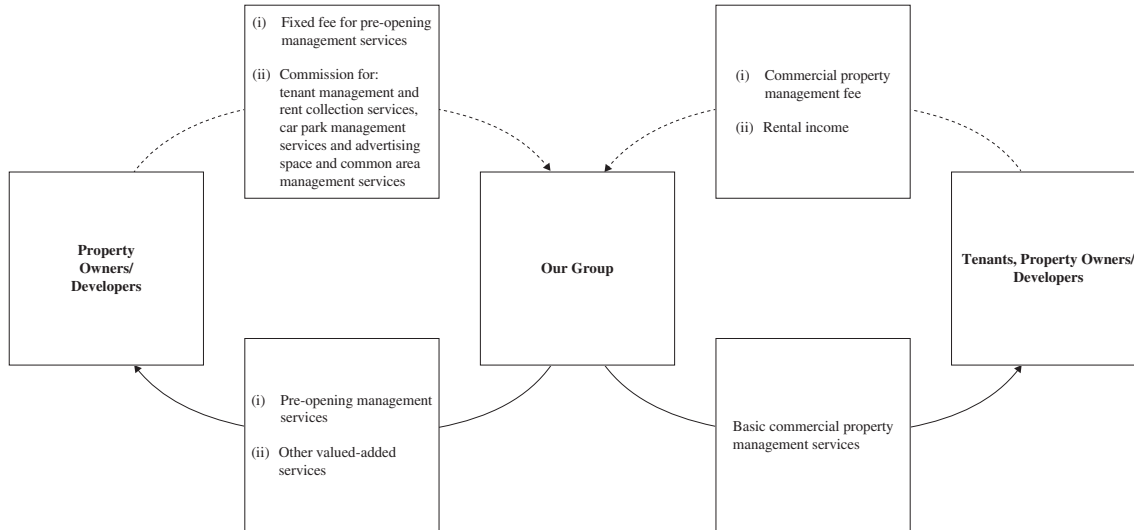 (i) Fixed fee for pre-opening
management services
(ii) Commission for:
tenant management and
rent collection services,
car park management
services and advertising
space and common area
management services
(i) Commercial property
management fee
(ii) Rental income
Property
Owners/
Developers
Our Group
Tenants, Property Owners/
Developers
(i) Pre-opening management
services
(ii) Other valued-added
services
Basic commercial property
management services